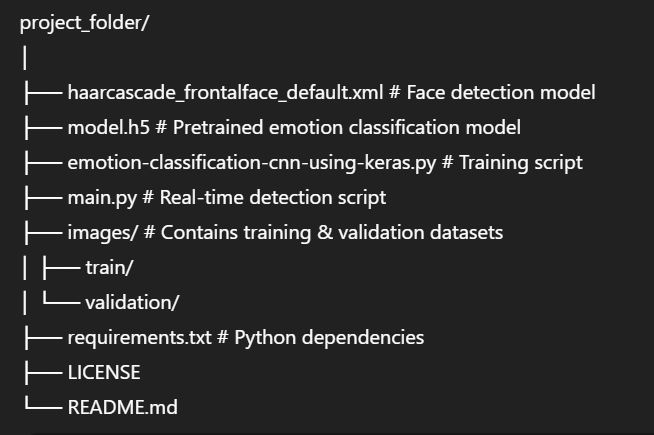 project_folder/
│
├── haarcascade_frontalface_default.xml # Face detection model
├── model.h5 # Pretrained emotion classification model
├── emotion-classification-cnn-using-keras.py # Training script
├── main.py # Real-time detection script
├── images/ # Contains training & validation datasets
│ ├── train/
│ └── validation/
├── requirements.txt # Python dependencies
├── LICENSE
└── README.md